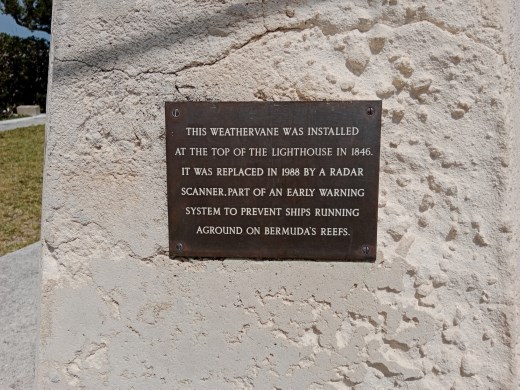 THIS WEATHERVANE WAS INSTALLED
AT THE TOP OF THE LIGHTHOUSE IN 1846.
IT WAS REPLACED IN 1988 BY A RADAR
SCANNER, PART OF AN EARLY WARNING
SYSTEM TO PREVENT SHIPS RUNNING
AGROUND ON BERMUDA'S REEFS.